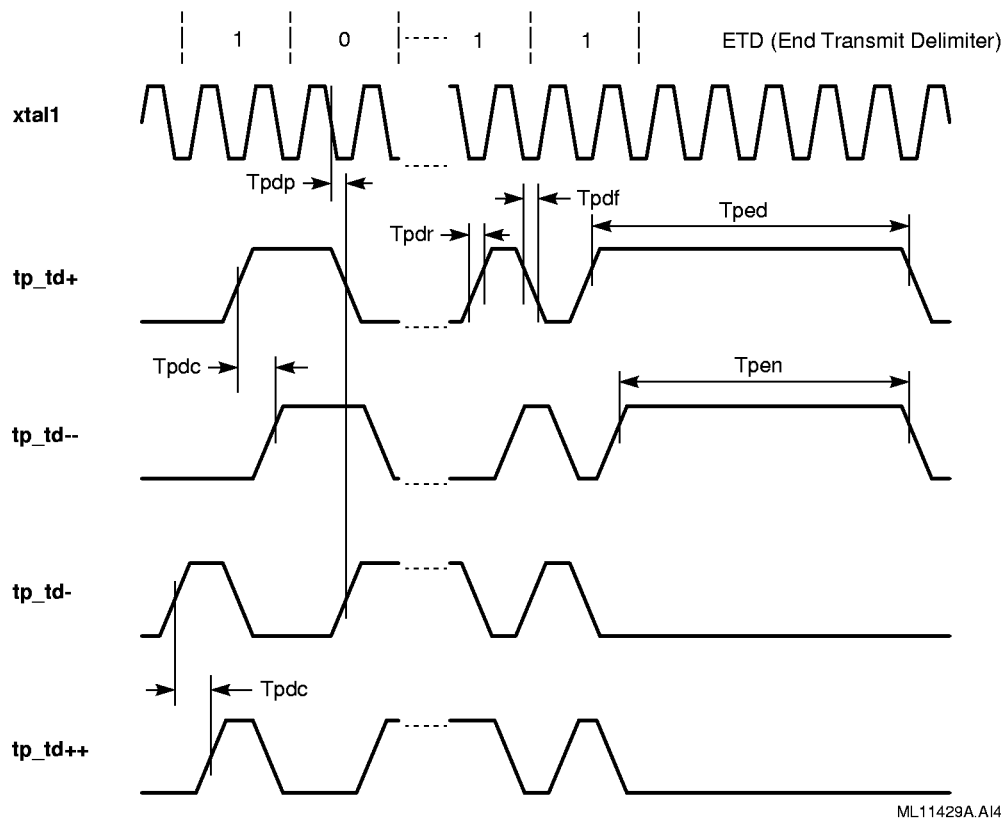 1 0 1 1 ETD (End Transmit Delimiter)
xtal1
Tpdp
Tpdf
Tpdr
Tped
tp_td+
Tpdc
Tpen
tp_td--
tp_td-
Tpdc
tp_td++
ML11429A.AI4